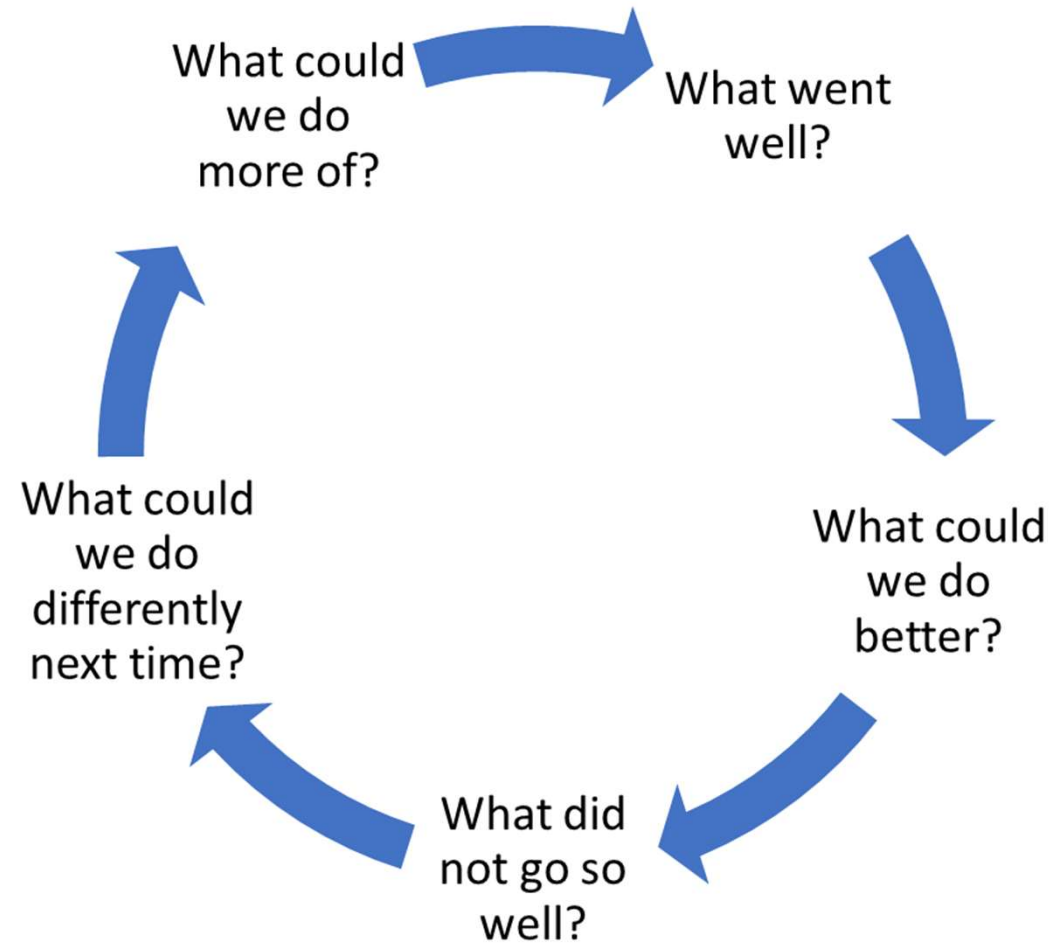 What could
we do
more of?
What went
well?
What could
we do
better?
What did
not go so
well?
What could
we do
differently
next time?